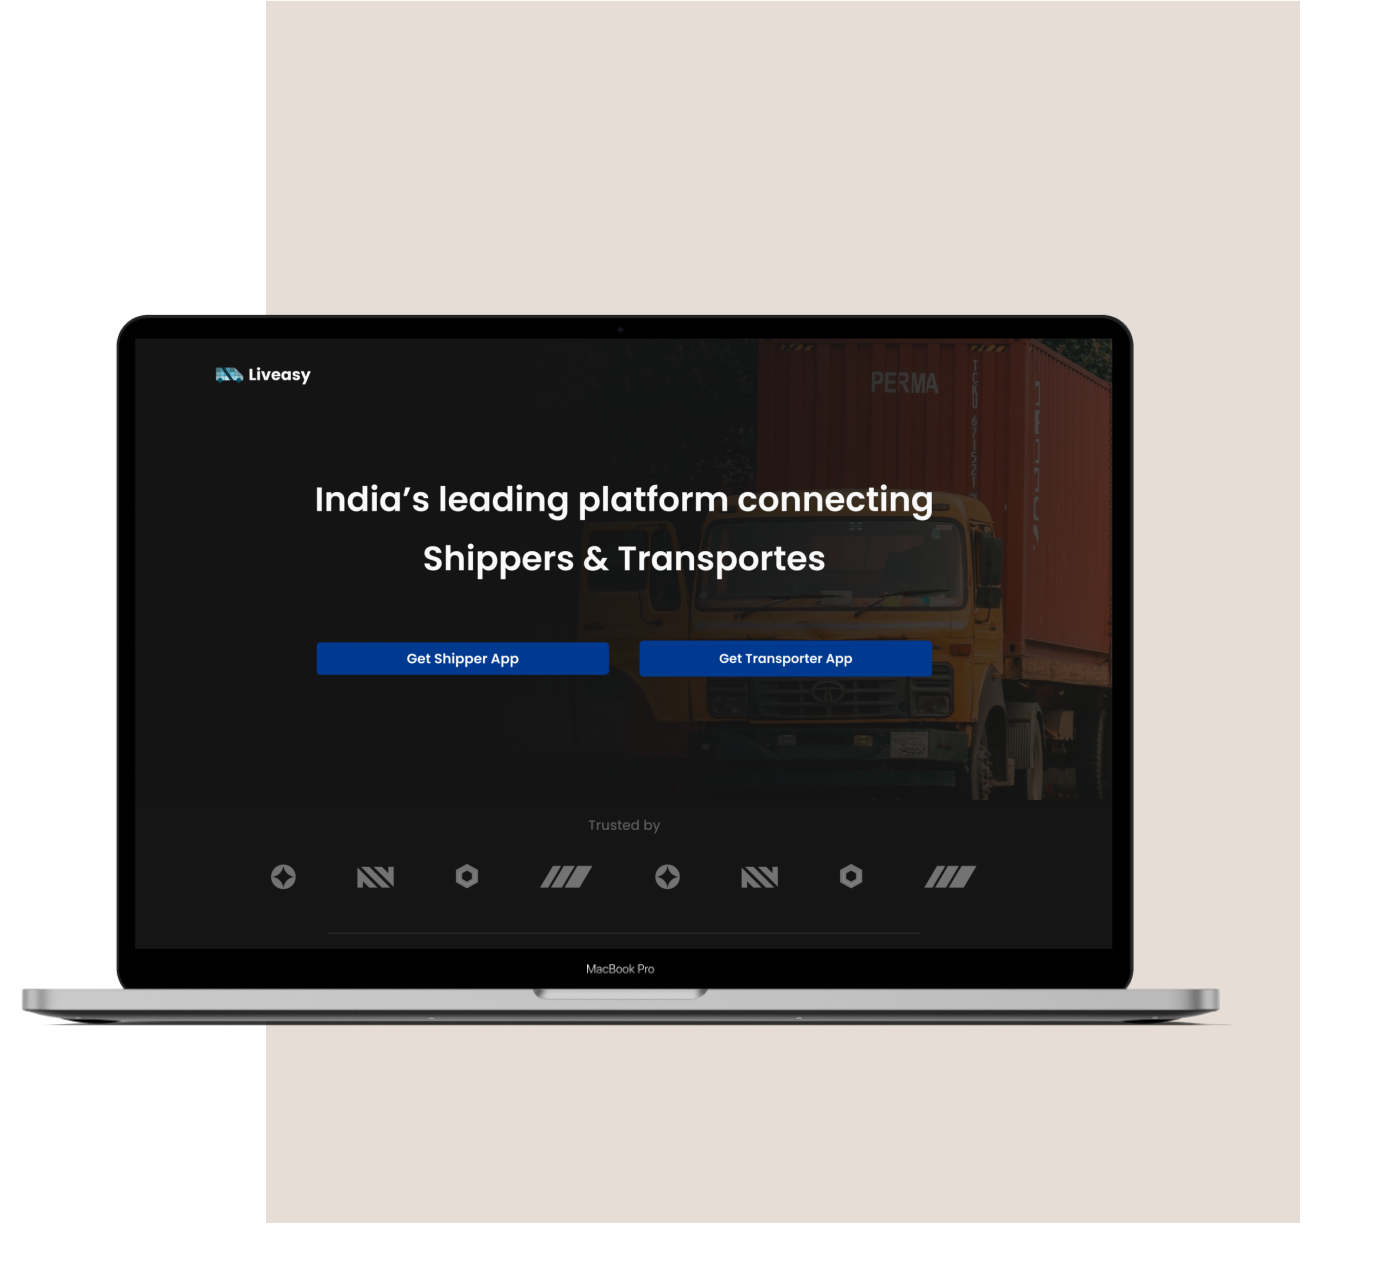 Liveasy
PERMA
India's leading platform connecting
Shippers & Transportes
Get Shipper App
Get Transporter App
Trusted by
MacBook Pro